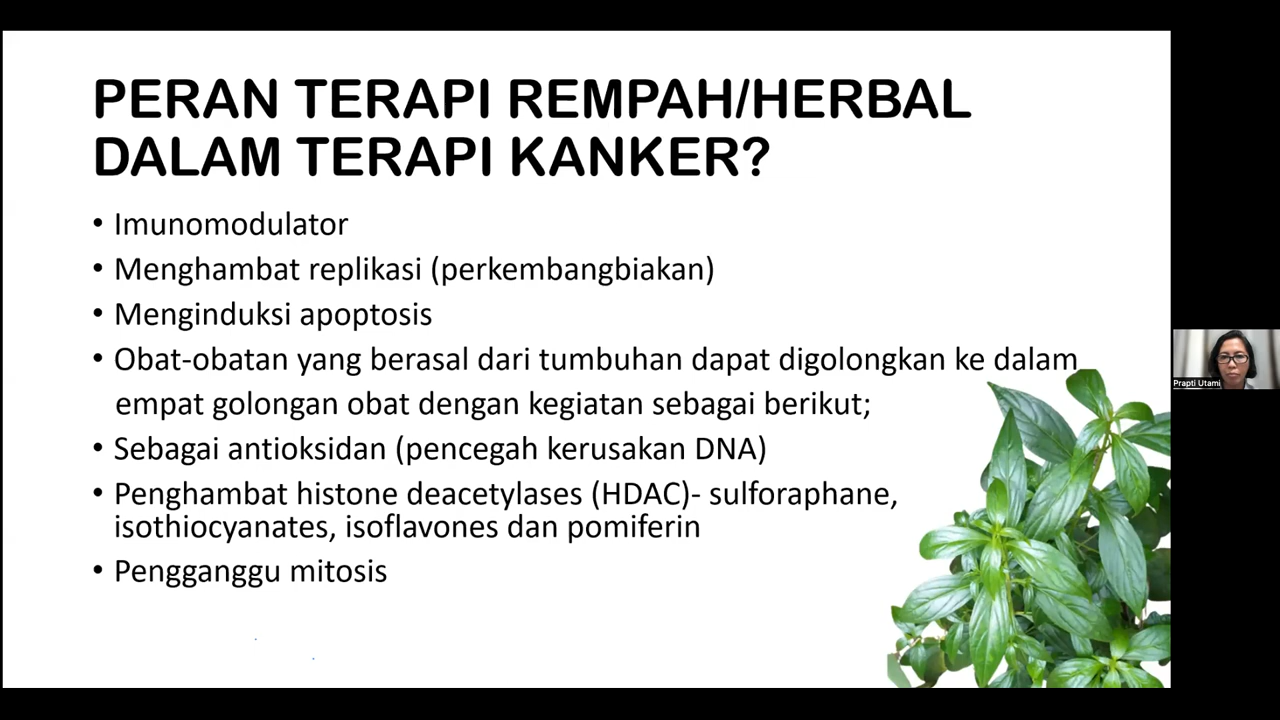 PERAN TERAPI REMPAH/HERBAL
DALAM TERAPI KANKER?
• Imunomodulator
• Menghambat replikasi (perkembangbiakan)
• Menginduksi apoptosis
• Obat-obatan yang berasal dari tumbuhan dapat digolongkan ke dalam
empat golongan obat dengan kegiatan sebagai berikut;
• Sebagai antioksidan (pencegah kerusakan DNA)
• Penghambat histone deacetylases (HDAC)- sulforaphane,
isothiocyanates, isoflavones dan pomiferin
• Pengganggu mitosis
Prapti Utami